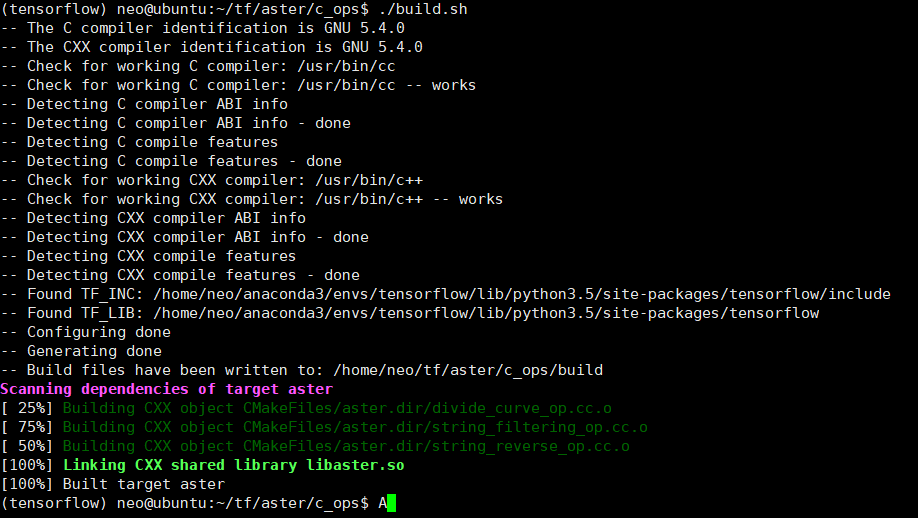 (tensorflow) neo@ubuntu:~/tf/aster/c_ops$ ./build.sh
-- The C compiler identification is GNU 5.4.0
-- The CXX compiler identification is GNU 5.4.0
-- Check for working C compiler: /usr/bin/cc
-- Check for working C compiler: /usr/bin/cc -- works
-- Detecting C compiler ABI info
-- Detecting C compiler ABI info - done
-- Detecting C compile features
-- Detecting C compile features - done
-- Check for working CXX compiler: /usr/bin/c++
-- Check for working CXX compiler: /usr/bin/c++ -- works
-- Detecting CXX compiler ABI info
-- Detecting CXX compiler ABI info - done
-- Detecting CXX compile features
-- Detecting CXX compile features - done
-- Found TF_INC: /home/neo/anaconda3/envs/tensorflow/lib/python3.5/site-packages/tensorflow/include
-- Found TF_LIB: /home/neo/anaconda3/envs/tensorflow/lib/python3.5/site-packages/tensorflow
-- Configuring done
-- Generating done
-- Build files have been written to: /home/neo/tf/aster/c_ops/build
Scanning dependencies of target aster
[ 25%] Building CXX object CMakeFiles/aster.dir/divide_curve_op.cc.o
[ 75%] Building CXX object CMakeFiles/aster.dir/string_filtering_op.cc.o
[ 50%] Building CXX object CMakeFiles/aster.dir/string_reverse_op.cc.o
[100%] Linking CXX shared library libaster.so
[100%] Built target aster
(tensorflow) neo@ubuntu:~/tf/aster/c_ops$ A